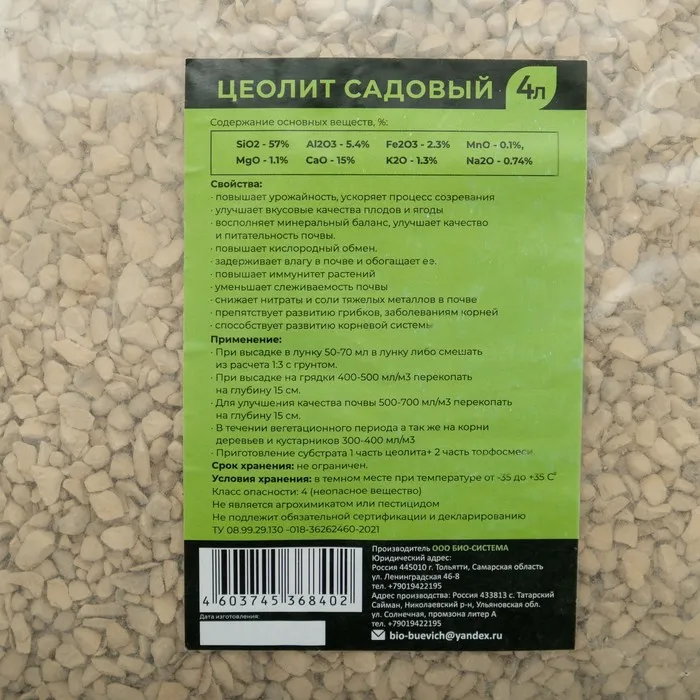 ЦЕОЛИТ САДОВЫЙ 4л
Содержание основных веществ, %:
SiO2 - 57% Al2O3 - 5.4% Fe2O3 - 2.3% MnO - 0.1%,
MgO - 1.1% CaO - 15% K2O - 1.3% Na2O - 0.74%
Свойства:
· повышает урожайность, ускоряет процесс созревания
· улучшает вкусовые качества плодов и ягоды
· восполняет минеральный баланс, улучшает качество
и питательность почвы.
· повышает кислородный обмен.
· задерживает влагу в почве и обогащает ее.
· повышает иммунитет растений
· уменьшает слеживаемость почвы
· снижает нитраты и соли тяжелых металлов в почве
· препятствует развитию грибков, заболеваниям корней
· способствует развитию корневой системы
Применение:
· При высадке в лунку 50-70 мл в лунку либо смешать
из расчета 1:3 с грунтом.
· При высадке на грядки 400-500 мл/м3 перекопать
на глубину 15 см.
· Для улучшения качества почвы 500-700 мл/м3 перекопать
на глубину 15 см.
· В течении вегетационного периода а так же на корни
деревьев и кустарников 300-400 мл/м3
· Приготовление субстрата 1 часть цеолита+ 2 часть торфосмеси
Срок хранения: не ограничен.
Условия хранения: в темном месте при температуре от -35 до +35 С°
Класс опасности: 4 (неопасное вещество)
Не является агрохимикатом или пестицидом
Не подлежит обязательной сертификации и декларированию
ТУ 08.99.29.130 -018-36262460-2021
4 603745 368402
Дата изготовления:
Производитель ООО БИО-СИСТЕМА
Юридический адрес:
Россия 445010 г. Тольятти, Самарская область
ул. Ленинградская 46-8
тел. +79019422195
Адрес производства: Россия 433813 с. Татарский
Сайман, Николаевский р-н, Ульяновская обл.
ул. Солнечная, промзона литер А
тел. +79019422195
bio-buevich@yandex.ru